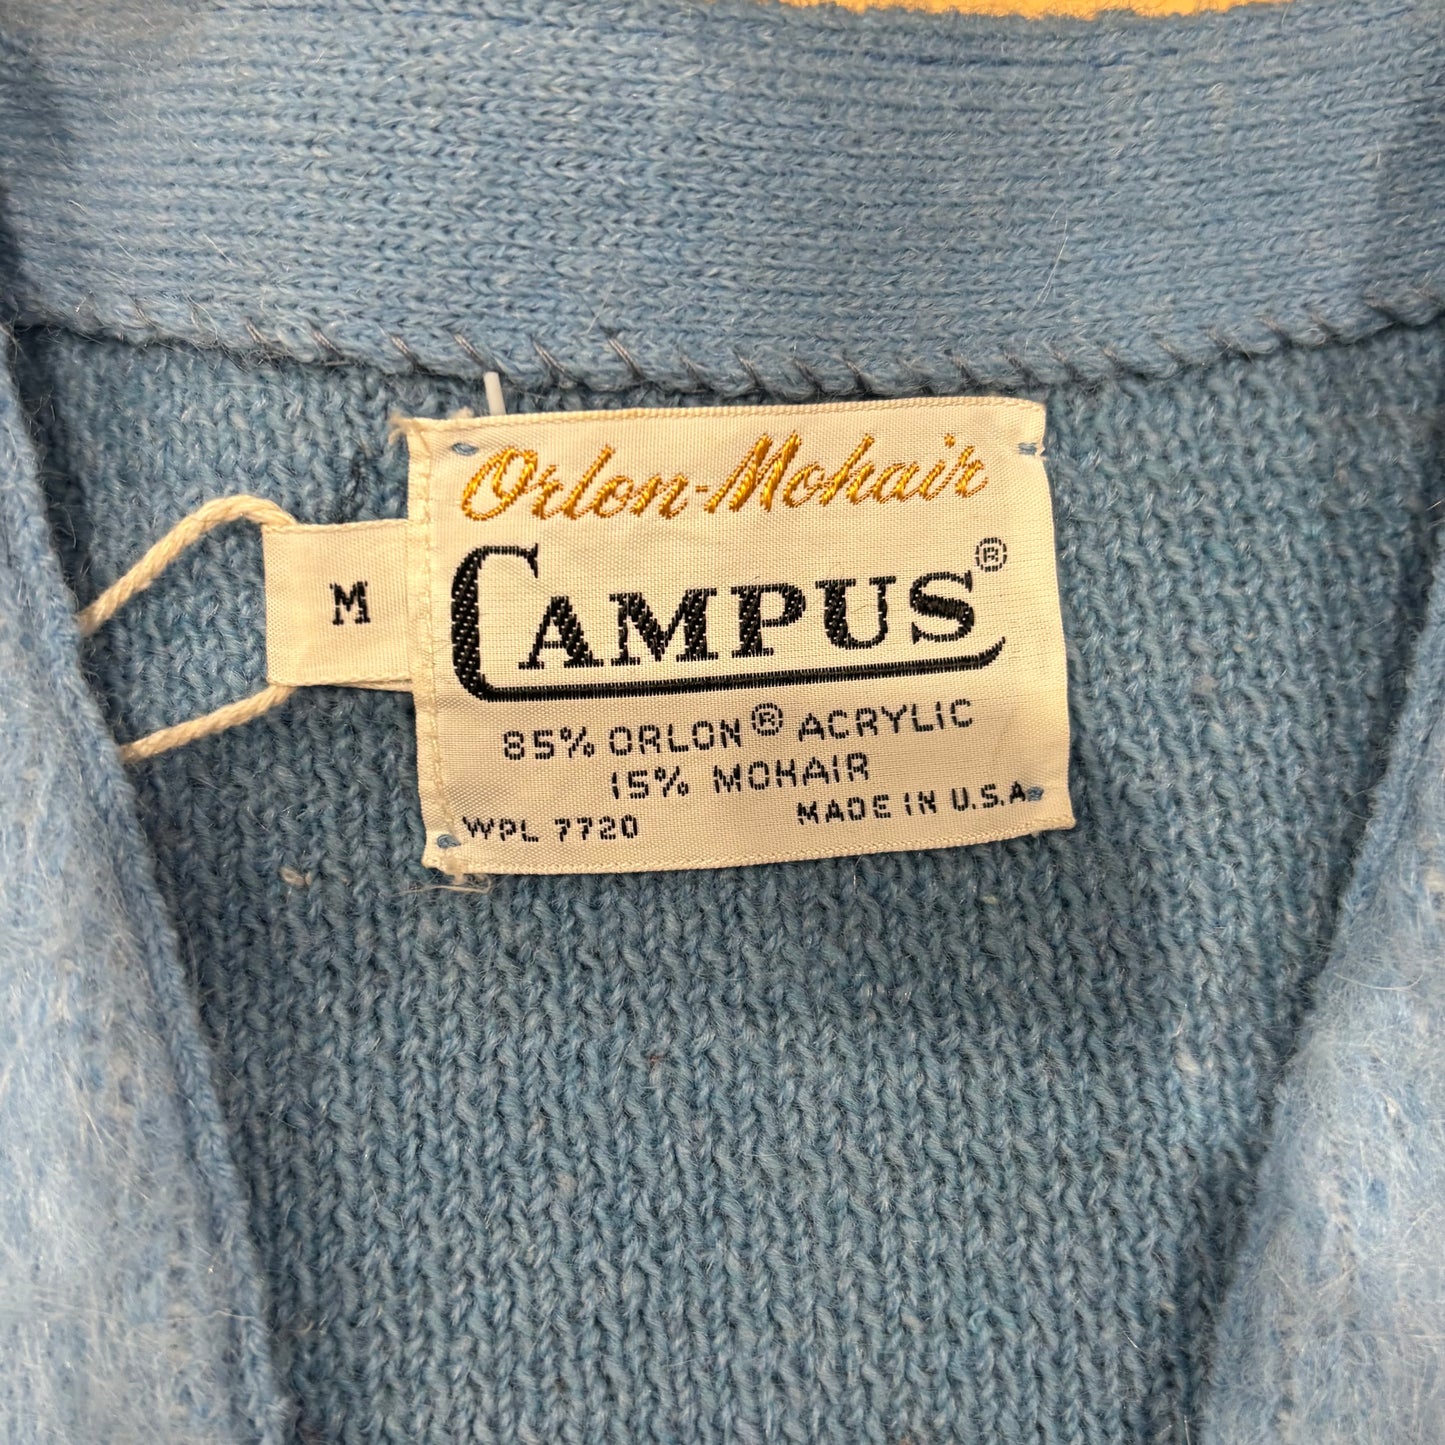 Orlon-Mohair
M
CAMPUS®
85% ORLON® ACRYLIC
15% MOHAIR
WPL 7720 MADE IN U.S.A.